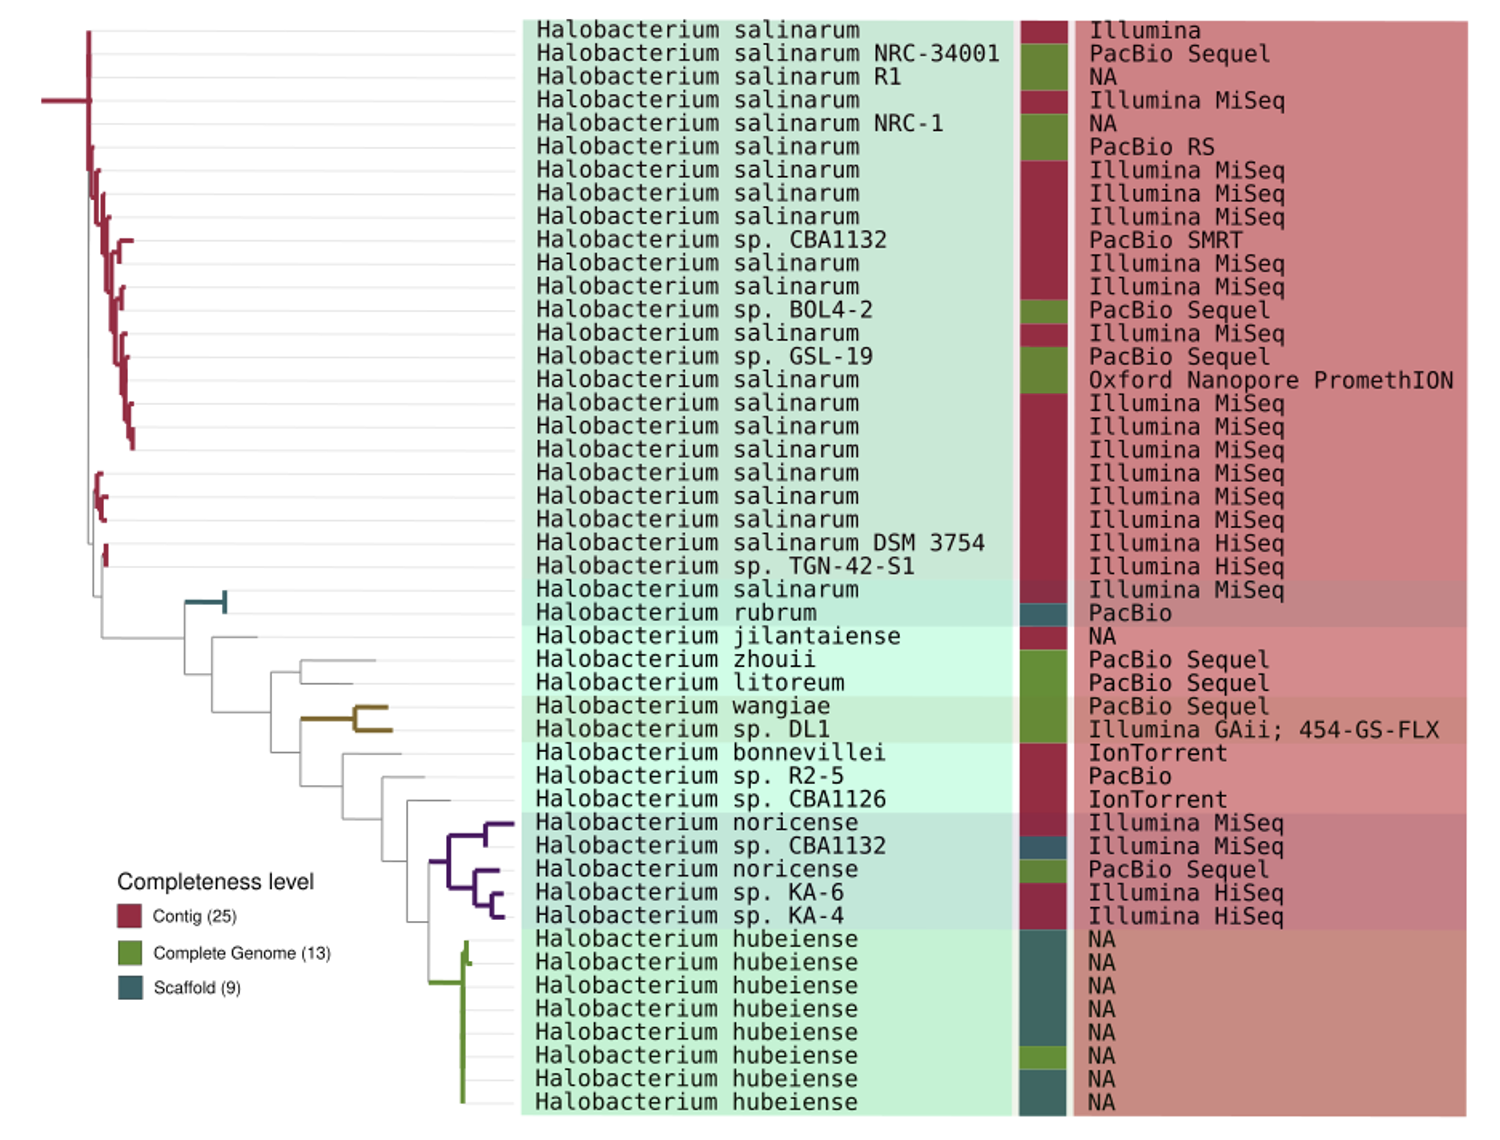 Halobacterium salinarum Illumina
Halobacterium salinarum NRC-34001 PacBio Sequel
Halobacterium salinarum R1 NA
Halobacterium salinarum Illumina MiSeq
Halobacterium salinarum NRC-1 NA
Halobacterium salinarum PacBio RS
Halobacterium salinarum Illumina MiSeq
Halobacterium salinarum Illumina MiSeq
Halobacterium salinarum Illumina MiSeq
Halobacterium sp. CBA1132 PacBio SMRT
Halobacterium salinarum Illumina MiSeq
Halobacterium salinarum Illumina MiSeq
Halobacterium sp. BOL4-2 PacBio Sequel
Halobacterium salinarum Illumina MiSeq
Halobacterium sp. GSL-19 PacBio Sequel
Halobacterium salinarum Oxford Nanopore PromethION
Halobacterium salinarum Illumina MiSeq
Halobacterium salinarum Illumina MiSeq
Halobacterium salinarum Illumina MiSeq
Halobacterium salinarum Illumina MiSeq
Halobacterium salinarum Illumina MiSeq
Halobacterium salinarum Illumina MiSeq
Halobacterium salinarum DSM 3754 Illumina HiSeq
Halobacterium sp. TGN-42-S1 Illumina HiSeq
Halobacterium salinarum Illumina MiSeq
Halobacterium rubrum PacBio
Halobacterium jilantaiense NA
Halobacterium zhouii PacBio Sequel
Halobacterium litoreum PacBio Sequel
Halobacterium wangiae PacBio Sequel
Halobacterium sp. DL1 Illumina GAii; 454-GS-FLX
Halobacterium bonnevillei IonTorrent
Halobacterium sp. R2-5 PacBio
Halobacterium sp. CBA1126 IonTorrent
Halobacterium noricense Illumina MiSeq
Halobacterium sp. CBA1132 Illumina MiSeq
Halobacterium noricense PacBio Sequel
Halobacterium sp. KA-6 Illumina HiSeq
Halobacterium sp. KA-4 Illumina HiSeq
Halobacterium hubeiense NA
Halobacterium hubeiense NA
Halobacterium hubeiense NA
Halobacterium hubeiense NA
Halobacterium hubeiense NA
Halobacterium hubeiense NA
Halobacterium hubeiense NA
Halobacterium hubeiense NA
Completeness level
Contig (25)
Complete Genome (13)
Scaffold (9)